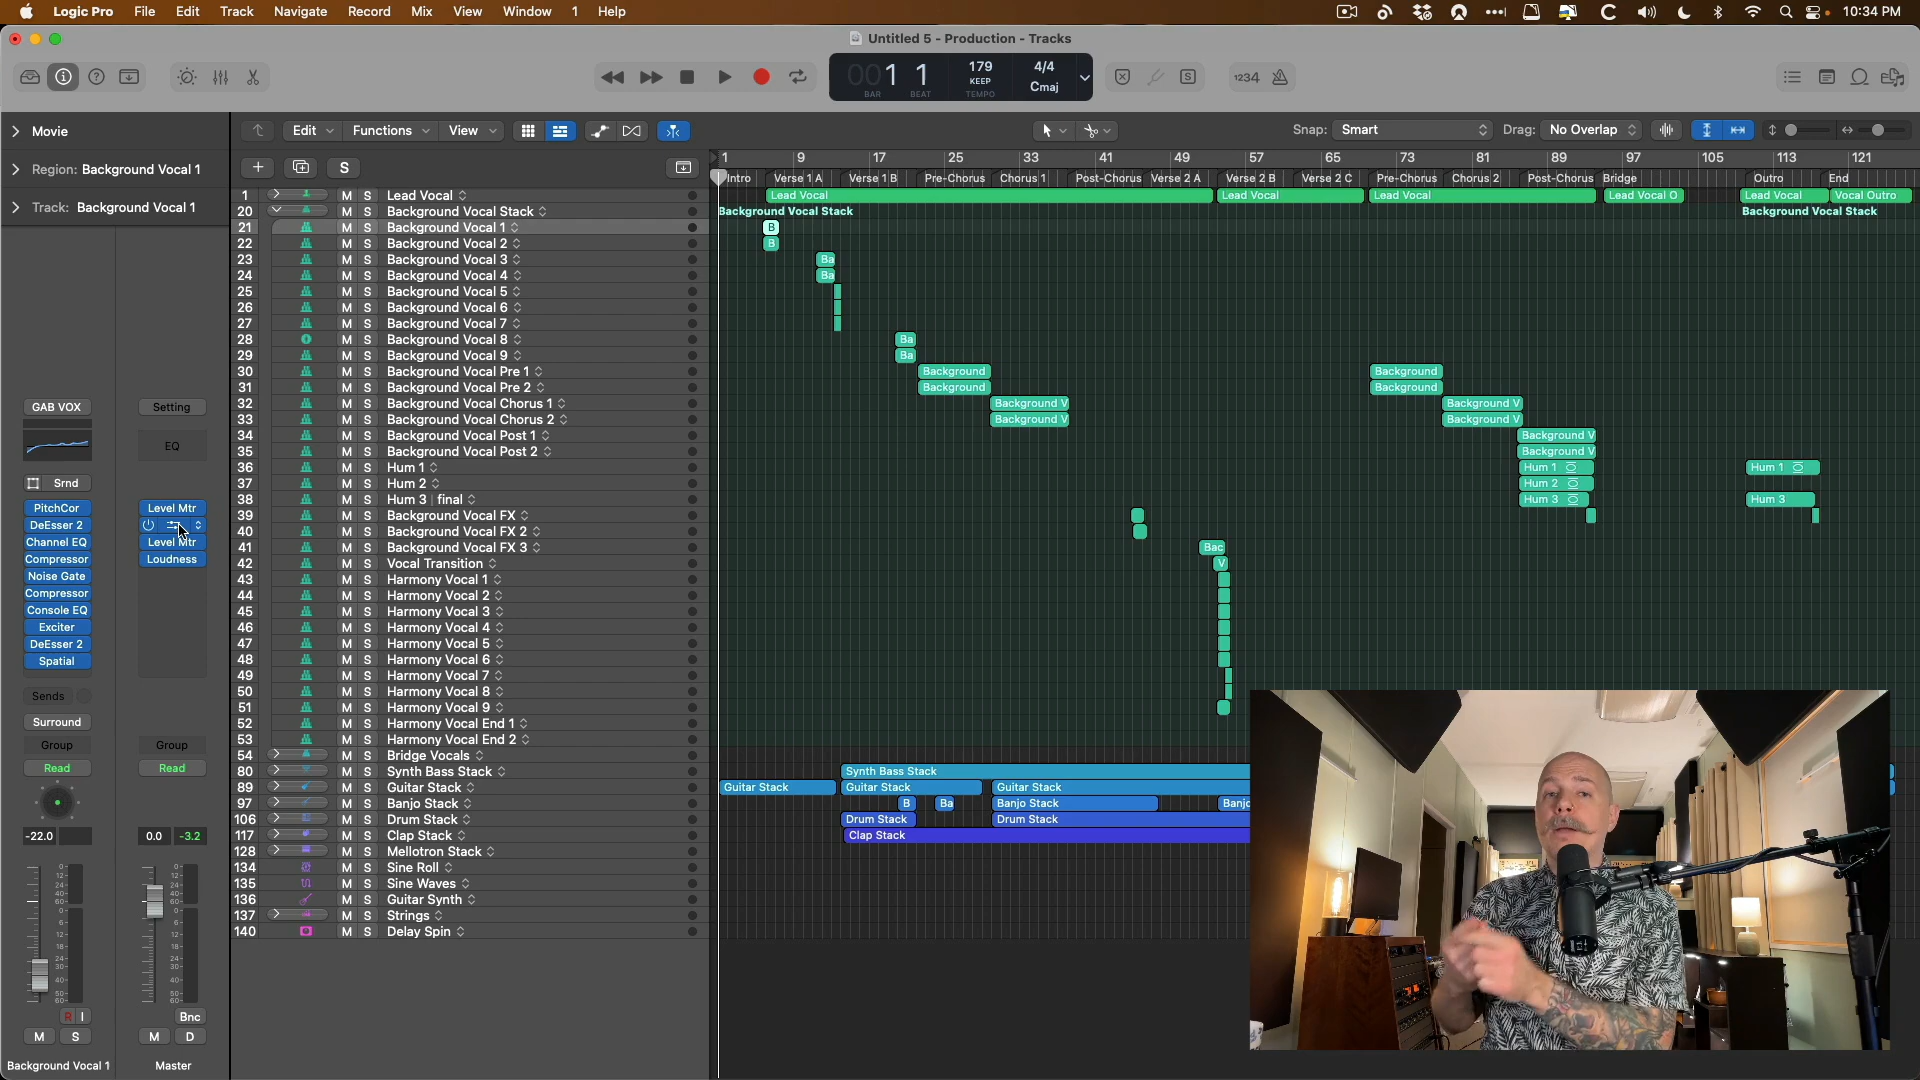 Logic Pro File Edit Track Navigate Record Mix View Window 1 Help 10:34 PM
Untitled 5 - Production - Tracks
001 1
BAR BEAT
179
KEEP
TEMPO
4/4
Cmaj
1234
Movie
Region: Background Vocal 1
Track: Background Vocal 1
Edit Functions View
Snap: Smart Drag: No Overlap
S
1 9 17 25 33 41 49 57 65 73 81 89 97 105 113 121
Intro Verse 1 A Verse 1 B Pre-Chorus Chorus 1 Post-Chorus Verse 2 A Verse 2 B Verse 2 C Pre-Chorus Chorus 2 Post-Chorus Bridge Outro End
1 M S Lead Vocal Lead Vocal Lead Vocal Lead Vocal Lead Vocal O Lead Vocal Vocal Outro
20 M S Background Vocal Stack Background Vocal Stack Background Vocal Stack
21 M S Background Vocal 1 B
22 M S Background Vocal 2 B
23 M S Background Vocal 3 Ba
24 M S Background Vocal 4 Ba
25 M S Background Vocal 5
26 M S Background Vocal 6
27 M S Background Vocal 7
28 M S Background Vocal 8 Ba
29 M S Background Vocal 9 Ba
30 M S Background Vocal Pre 1 Background Background
31 M S Background Vocal Pre 2 Background Background
32 M S Background Vocal Chorus 1 Background V Background V
33 M S Background Vocal Chorus 2 Background V Background V
34 M S Background Vocal Post 1 Background V
35 M S Background Vocal Post 2 Background V
36 M S Hum 1 Hum 1 Hum 1
37 M S Hum 2 Hum 2
38 M S Hum 3 | final Hum 3 Hum 3
39 M S Background Vocal FX
40 M S Background Vocal FX 2
41 M S Background Vocal FX 3 Bac
42 M S Vocal Transition V
43 M S Harmony Vocal 1
44 M S Harmony Vocal 2
45 M S Harmony Vocal 3
46 M S Harmony Vocal 4
47 M S Harmony Vocal 5
48 M S Harmony Vocal 6
49 M S Harmony Vocal 7
50 M S Harmony Vocal 8
51 M S Harmony Vocal 9
52 M S Harmony Vocal End 1
53 M S Harmony Vocal End 2
54 M S Bridge Vocals
80 M S Synth Bass Stack Synth Bass Stack
89 M S Guitar Stack Guitar Stack Guitar Stack Guitar Stack
97 M S Banjo Stack B Ba Banjo Stack Banjo
106 M S Drum Stack Drum Stack Drum Stack
117 M S Clap Stack Clap Stack
128 M S Mellotron Stack
134 M S Sine Roll
135 M S Sine Waves
136 M S Guitar Synth
137 M S Strings
140 M S Delay Spin
GAB VOX Setting
EQ
Srnd
PitchCor Level Mtr
DeEsser 2
Channel EQ Level Mtr
Compressor Loudness
Noise Gate
Compressor
Console EQ
Exciter
DeEsser 2
Spatial
Sends
Surround
Group Group
Read Read
-22.0 0.0 -3.2
R I Bnc
M S M D
Background Vocal 1 Master